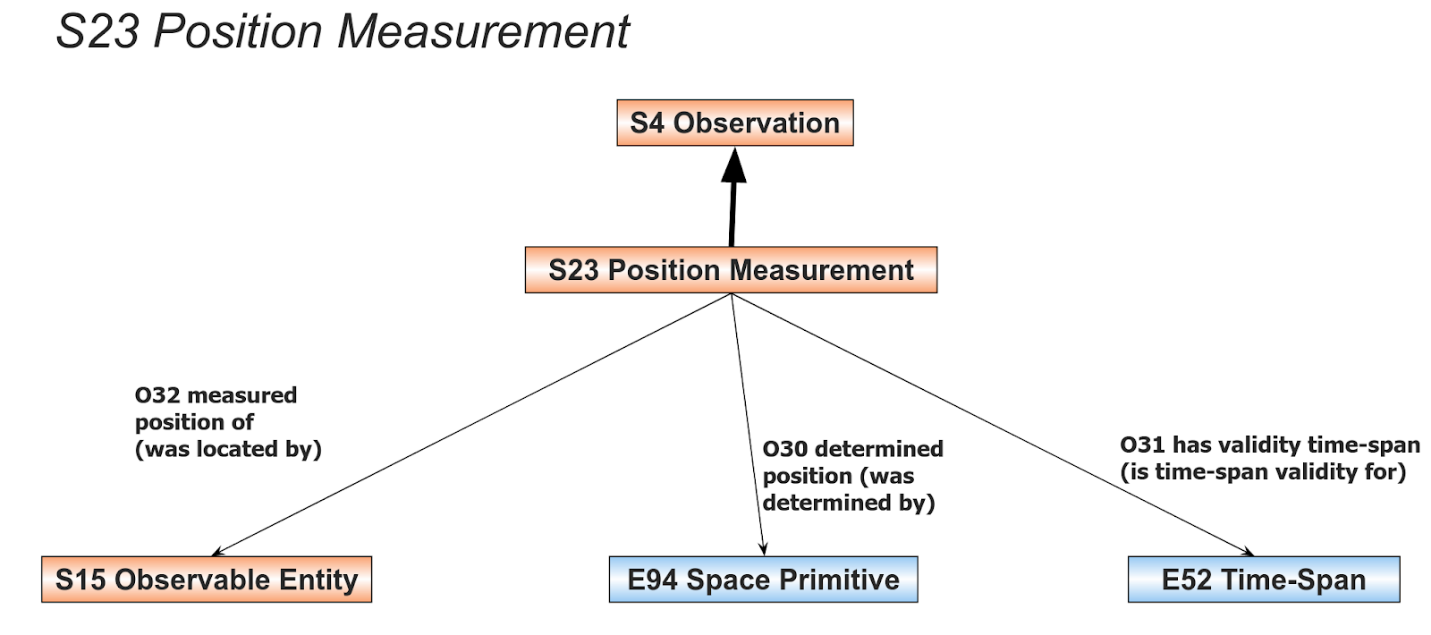 S23 Position Measurement
S4 Observation
S23 Position Measurement
O32 measured
position of
(was located by)
O30 determined
position (was
determined by)
O31 has validity time-span
(is time-span validity for)
S15 Observable Entity
E94 Space Primitive
E52 Time-Span